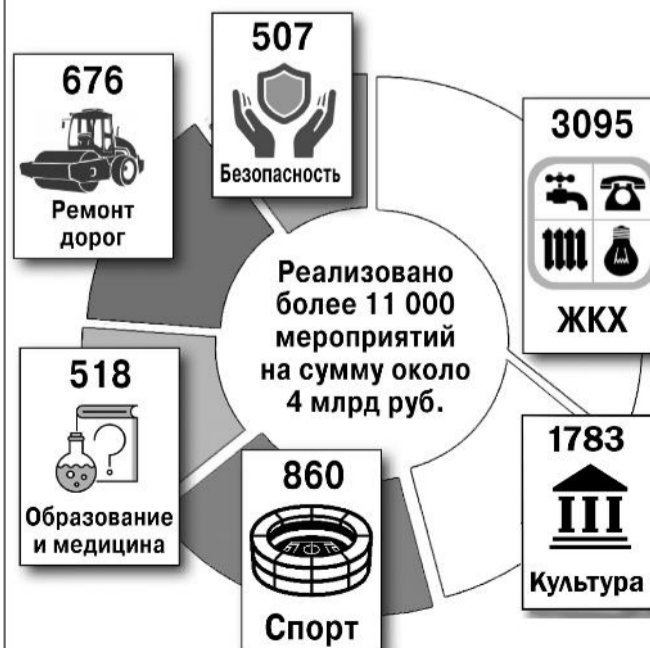 507
Безопасность
676
Ремонт
дорог
3095
ЖКХ
Реализовано
более 11 000
мероприятий
на сумму около
4 млрд руб.
518
?
Образование
и медицина
860
Спорт
1783
Культура